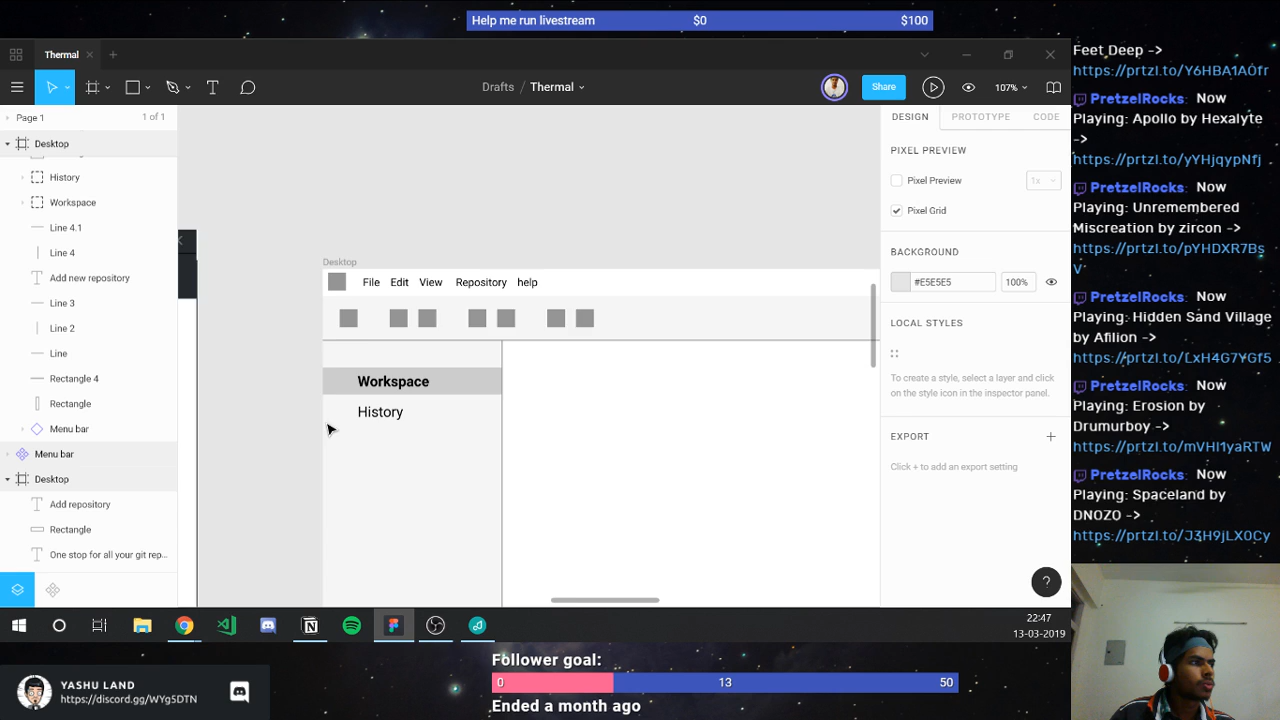 Help me run livestream $0 $100
Thermal
Drafts / Thermal
Share
107%
Page 1
1 of 1
Desktop
History
Workspace
Line 4.1
Line 4
Add new repository
Line 3
Line 2
Line
Rectangle 4
Rectangle
Menu bar
Menu bar
Desktop
Add repository
Rectangle
One stop for all your git rep...
Desktop
File Edit View Repository help
Workspace
History
DESIGN PROTOTYPE CODE
PIXEL PREVIEW
Pixel Preview 1x
Pixel Grid
BACKGROUND
#E5E5E5 100%
LOCAL STYLES
To create a style, select a layer and click
on the style icon in the inspector panel.
EXPORT
Click + to add an export setting
?
22:47
13-03-2019
Feet Deep ->
https://prtzl.to/Y6HBA1A0fr
PretzelRocks: Now
Playing: Apollo by Hexalyte
->
https://prtzl.to/yYHjqypNfj
PretzelRocks: Now
Playing: Unremembered
Miscreation by zircon ->
https://prtzl.to/pYHDXR7Bs
V
PretzelRocks: Now
Playing: Hidden Sand Village
by Afilion ->
https://prtzl.to/LxH4G7YGf5
PretzelRocks: Now
Playing: Erosion by
Drumurboy ->
https://prtzl.to/mVHl1yaRTW
PretzelRocks: Now
Playing: Spaceland by
DNOZO ->
https://prtzl.to/J3H9jLX0Cy
YASHU LAND
https://discord.gg/WYg5DTN
Follower goal:
0 13 50
Ended a month ago